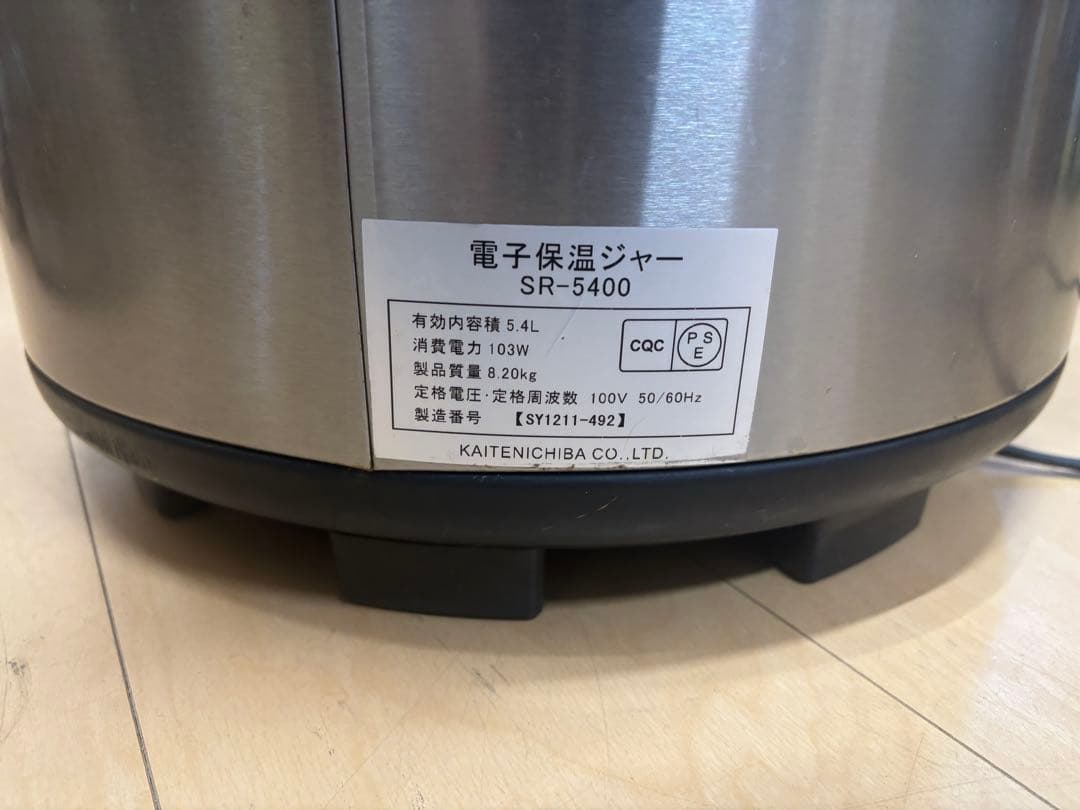 電子保温ジャー
SR-5400
有効内容積 5.4L
消費電力 103W
製品質量 8.20kg
定格電圧･定格周波数 100V 50/60Hz
製造番号 【SY1211-492】
CQC PSE
KAITENICHIBA CO.,LTD.